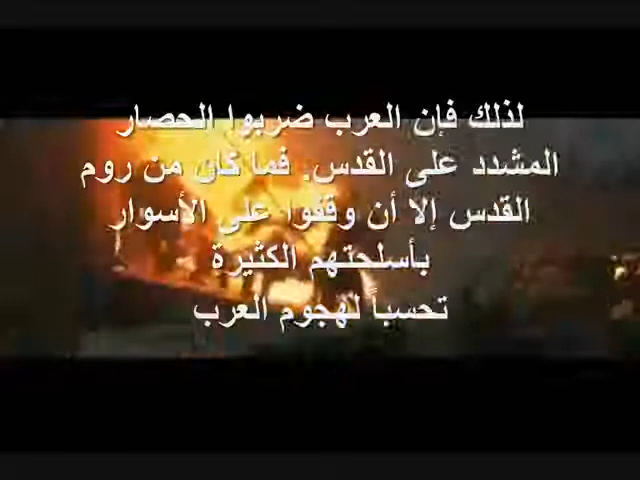 لذلك فإن العرب ضربوا الحصار
المشدد على القدس. فما كان من روم
القدس إلا أن وقفوا على الأسوار
بأسلحتهم الكثيرة
تحسباً لهجوم العرب